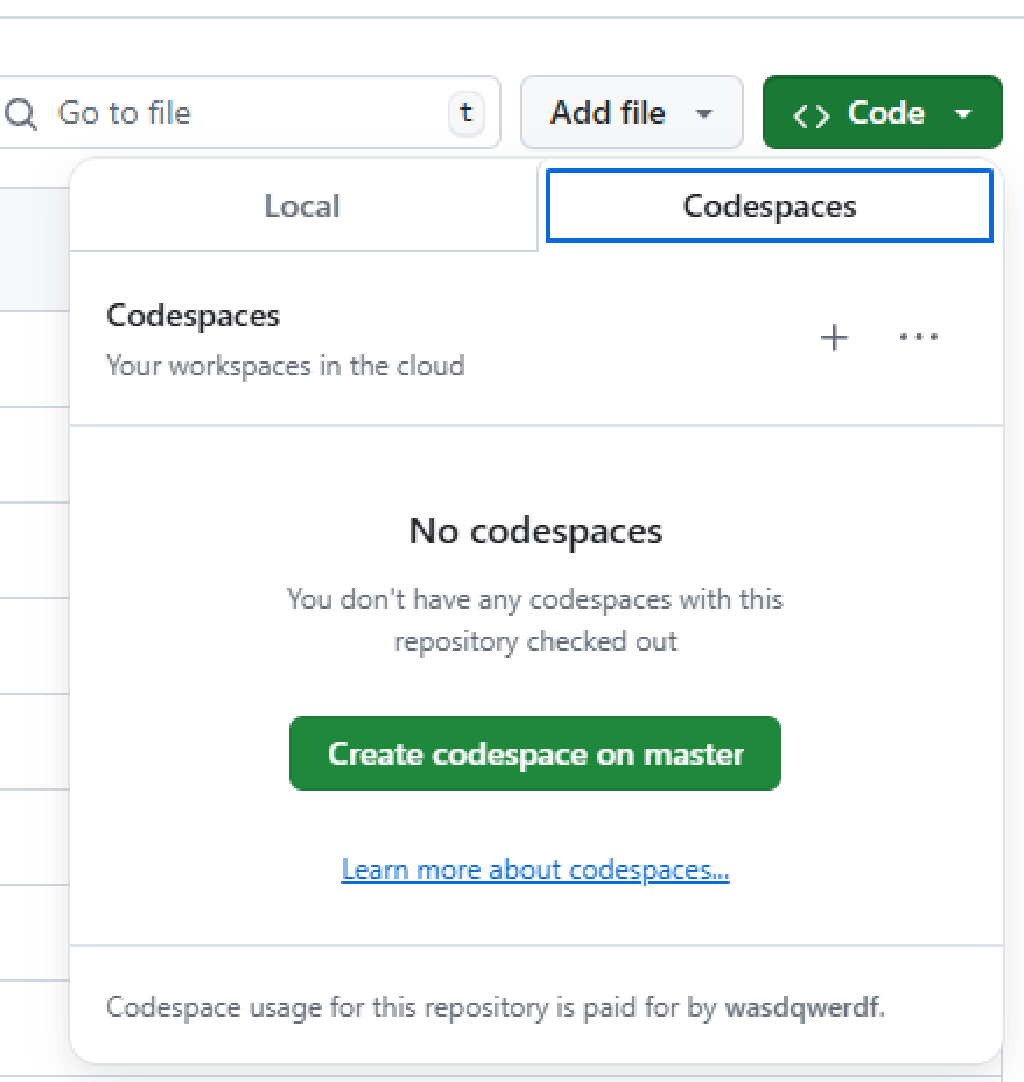 Go to file
t
Add file
Code
Local
Codespaces
Codespaces
Your workspaces in the cloud
No codespaces
You don't have any codespaces with this
repository checked out
Create codespace on master
Learn more about codespaces...
Codespace usage for this repository is paid for by wasdqwerdf.